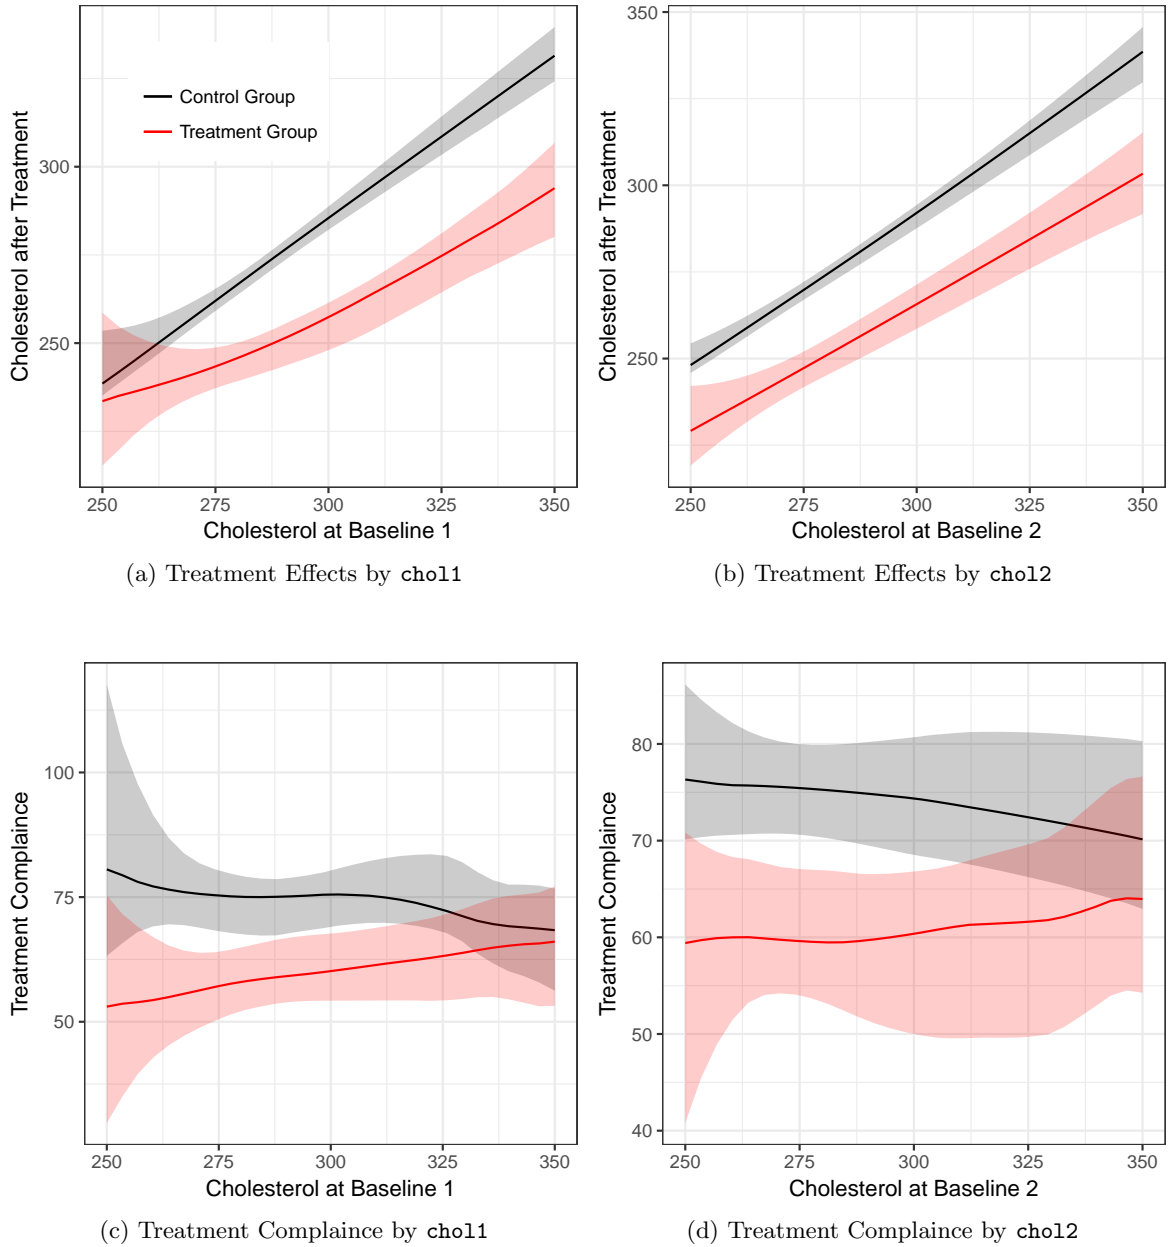 Cholesterol after Treatment
300
250
Control Group
Treatment Group
250 275 300 325 350
Cholesterol at Baseline 1
(a) Treatment Effects by chol1
Cholesterol after Treatment
350
300
250
250 275 300 325 350
Cholesterol at Baseline 2
(b) Treatment Effects by chol2
Treatment Complaince
100
75
50
250 275 300 325 350
Cholesterol at Baseline 1
(c) Treatment Complaince by chol1
Treatment Complaince
80
70
60
50
40
250 275 300 325 350
Cholesterol at Baseline 2
(d) Treatment Complaince by chol2